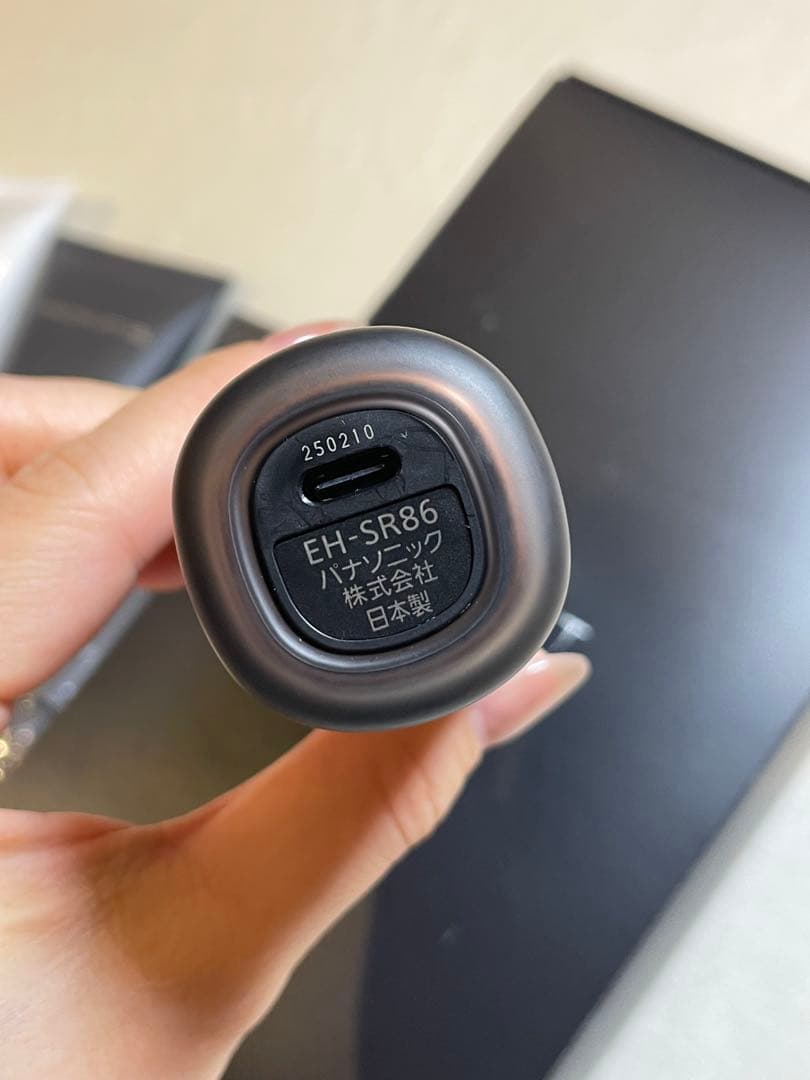 250210
EH-SR86
パナソニック
株式会社
日本製